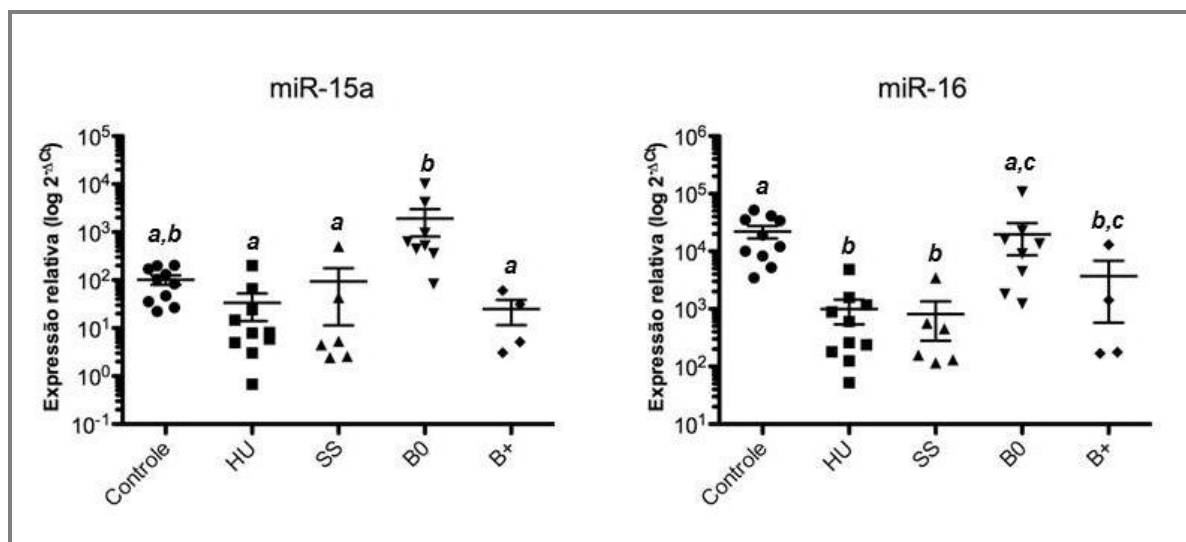 miR-15a
Expressão relativa (log 2-ΔCt)
10^5
10^4
10^3
10^2
10^1
10^0
10^-1
a,b
a
a
b
a
Controle
HU
SS
B0
B+
miR-16
Expressão relativa (log 2-ΔCt)
10^6
10^5
10^4
10^3
10^2
10^1
a
b
b
a,c
b,c
Controle
HU
SS
B0
B+